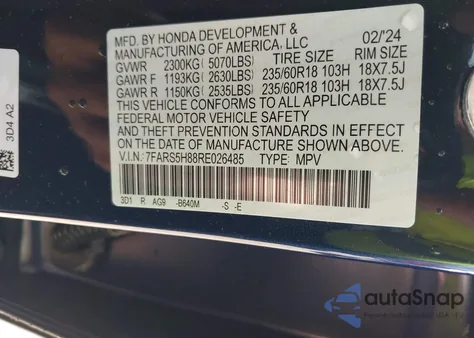 MFD. BY HONDA DEVELOPMENT &
MANUFACTURING OF AMERICA, LLC 02/'24
GVWR 2300KG( 5070LBS) TIRE SIZE RIM SIZE
GAWR F 1193KG( 2630LBS) 235/60R18 103H 18X7.5J
GAWR R 1150KG( 2535LBS) 235/60R18 103H 18X7.5J
THIS VEHICLE CONFORMS TO ALL APPLICABLE
FEDERAL MOTOR VEHICLE SAFETY
AND THEFT PREVENTION STANDARDS IN EFFECT
ON THE DATE OF MANUFACTURE SHOWN ABOVE.
V.I.N.: 7FARS5H88RE026485 TYPE: MPV
3D1 R AG9 -B640M -S -E
3D4 A2
autoSnap